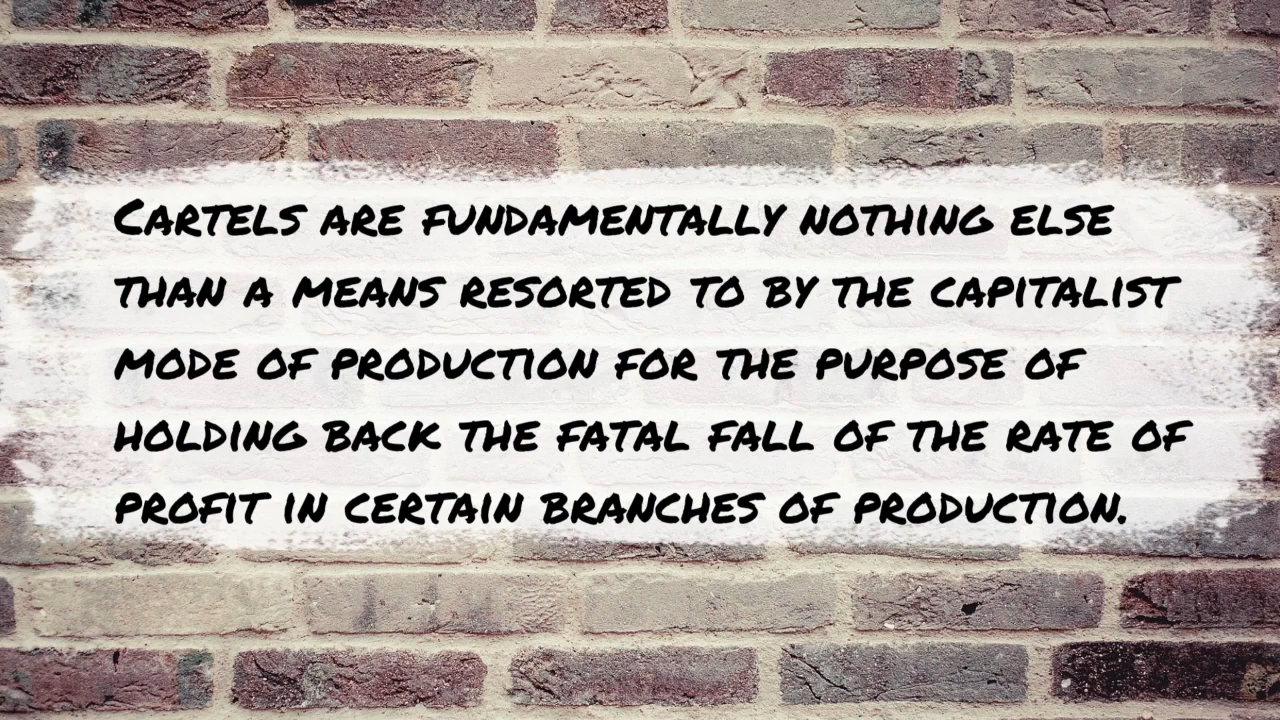 Cartels are fundamentally nothing else
than a means resorted to by the capitalist
mode of production for the purpose of
holding back the fatal fall of the rate of
profit in certain branches of production.